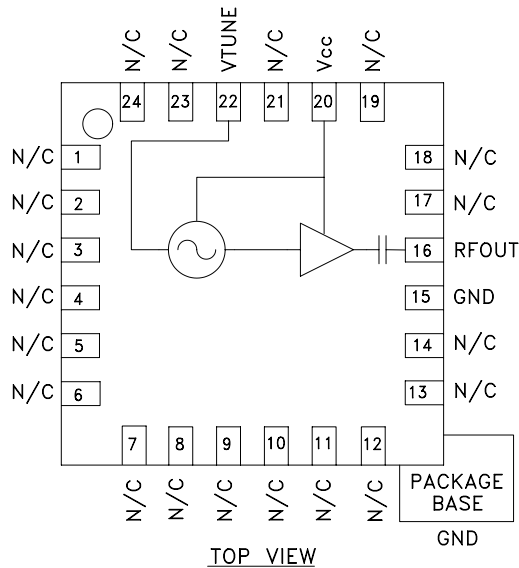 N/C
N/C
VTUNE
N/C
Vcc
N/C
24
23
22
21
20
19
N/C 1
N/C 2
N/C 3
N/C 4
N/C 5
N/C 6
18 N/C
17 N/C
16 RFOUT
15 GND
14 N/C
13 N/C
7
8
9
10
11
12
N/C
N/C
N/C
N/C
N/C
N/C
PACKAGE
BASE
GND
TOP VIEW